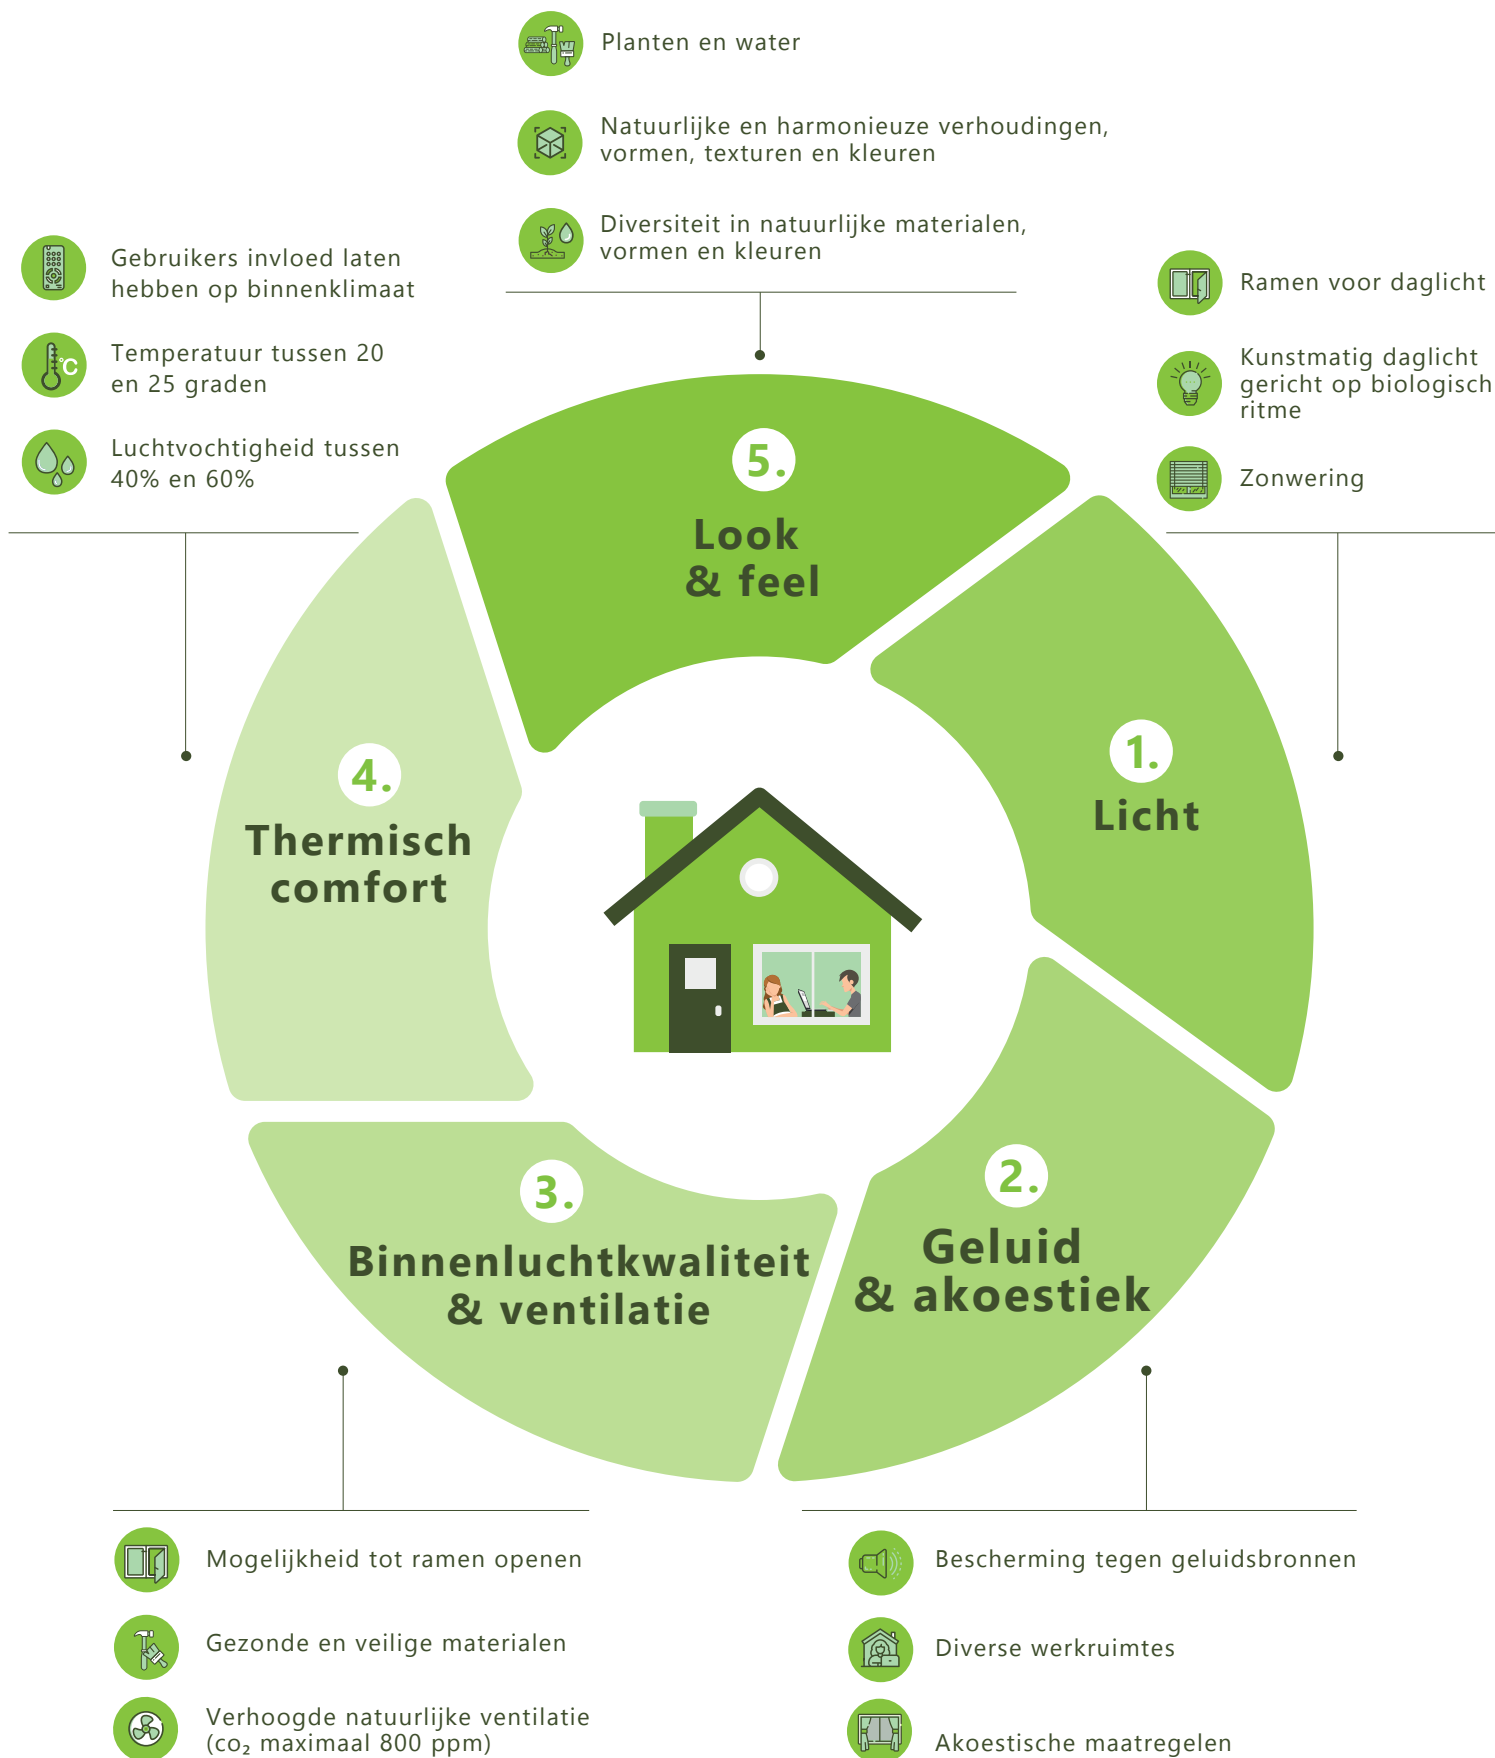 Planten en water
Natuurlijke en harmonieuze verhoudingen,
vormen, texturen en kleuren
Diversiteit in natuurlijke materialen,
vormen en kleuren
Gebruikers invloed laten
hebben op binnenklimaat
°C
Temperatuur tussen 20
en 25 graden
Luchtvochtigheid tussen
40% en 60%
Ramen voor daglicht
Kunstmatig daglicht
gericht op biologisch
ritme
Zonwering
5.
Look
& feel
1.
Licht
4.
Thermisch
comfort
2.
Geluid
& akoestiek
3.
Binnenluchtkwaliteit
& ventilatie
Mogelijkheid tot ramen openen
Gezonde en veilige materialen
Verhoogde natuurlijke ventilatie
(co₂ maximaal 800 ppm)
Bescherming tegen geluidsbronnen
Diverse werkruimtes
Akoestische maatregelen